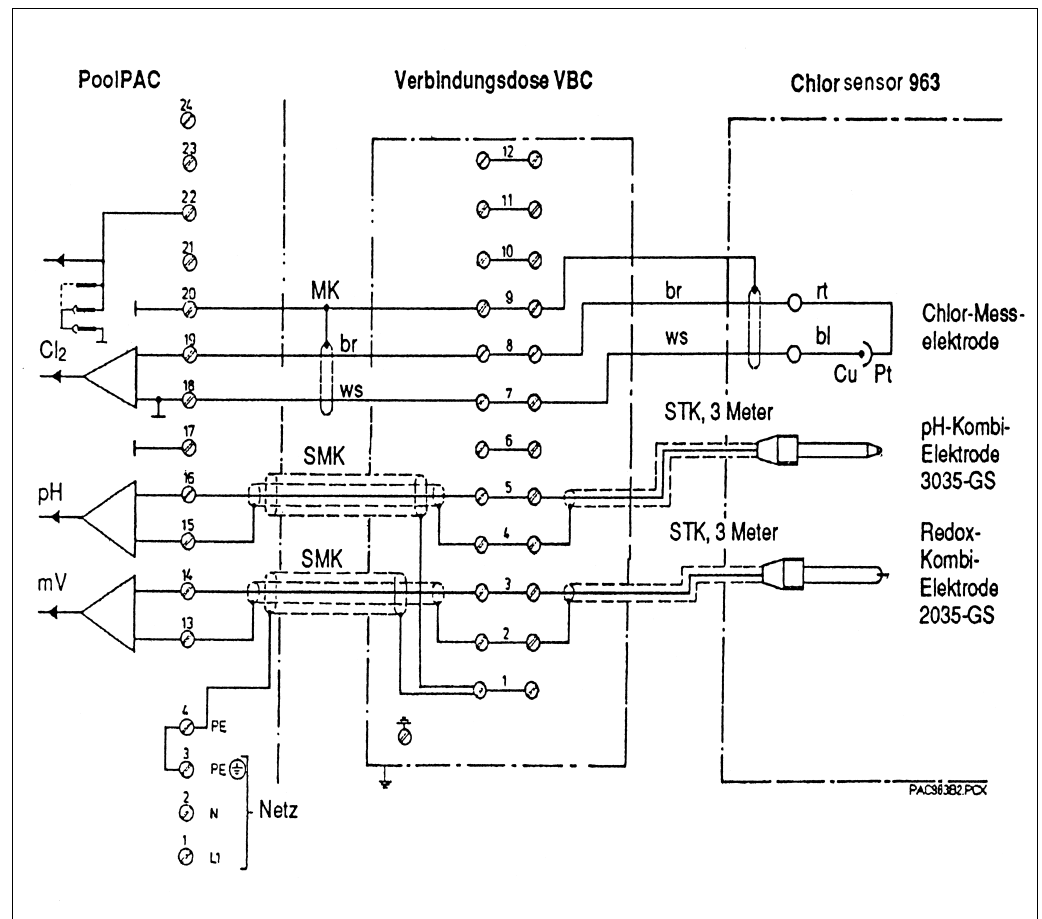 PoolPAC
Verbindungsdose VBC
Chlor sensor 963
24
23
22
21
20
19
18
17
16
15
14
13
4 PE
3 PE
2 N
1 L1
Netz
Cl2
pH
mV
MK
br
ws
SMK
SMK
12
11
10
9
8
7
6
5
4
3
2
1
br
ws
rt
bl
Cu
Pt
STK, 3 Meter
STK, 3 Meter
Chlor-Mess-
elektrode
pH-Kombi-
Elektrode
3035-GS
Redox-
Kombi-
Elektrode
2035-GS
PAC963B2.PCX